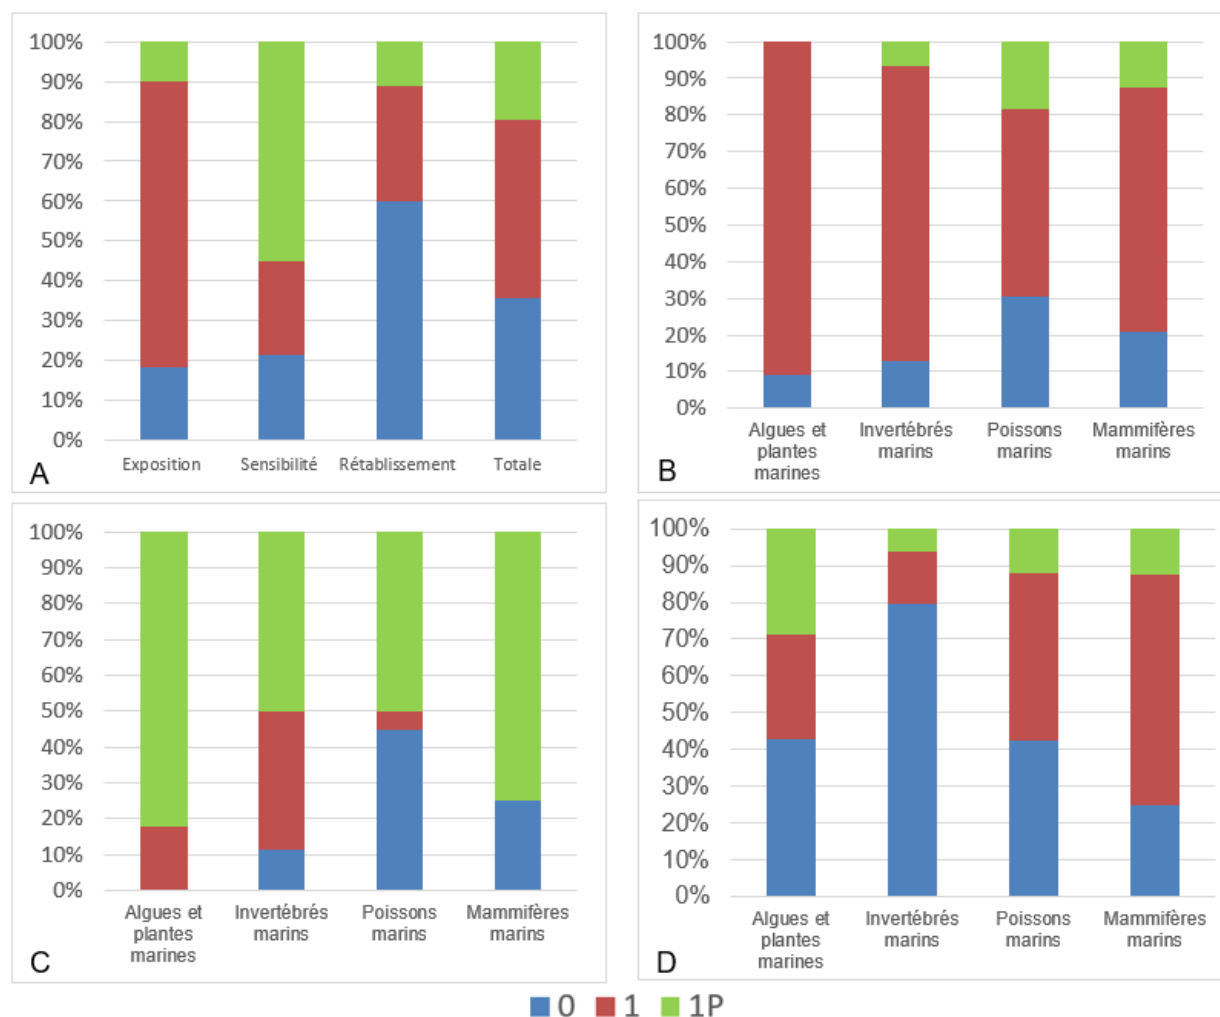 100%
90%
80%
70%
60%
50%
40%
30%
20%
10%
0%
Exposition Sensibilité Rétablissement Totale
A
100%
90%
80%
70%
60%
50%
40%
30%
20%
10%
0%
Algues et
plantes
marines
Invertébrés
marins
Poissons
marins
Mammifères
marins
B
100%
90%
80%
70%
60%
50%
40%
30%
20%
10%
0%
Algues et
plantes
marines
Invertébrés
marins
Poissons
marins
Mammifères
marins
C
100%
90%
80%
70%
60%
50%
40%
30%
20%
10%
0%
Algues et
plantes
marines
Invertébrés
marins
Poissons
marins
Mammifères
marins
D
0 1 1P